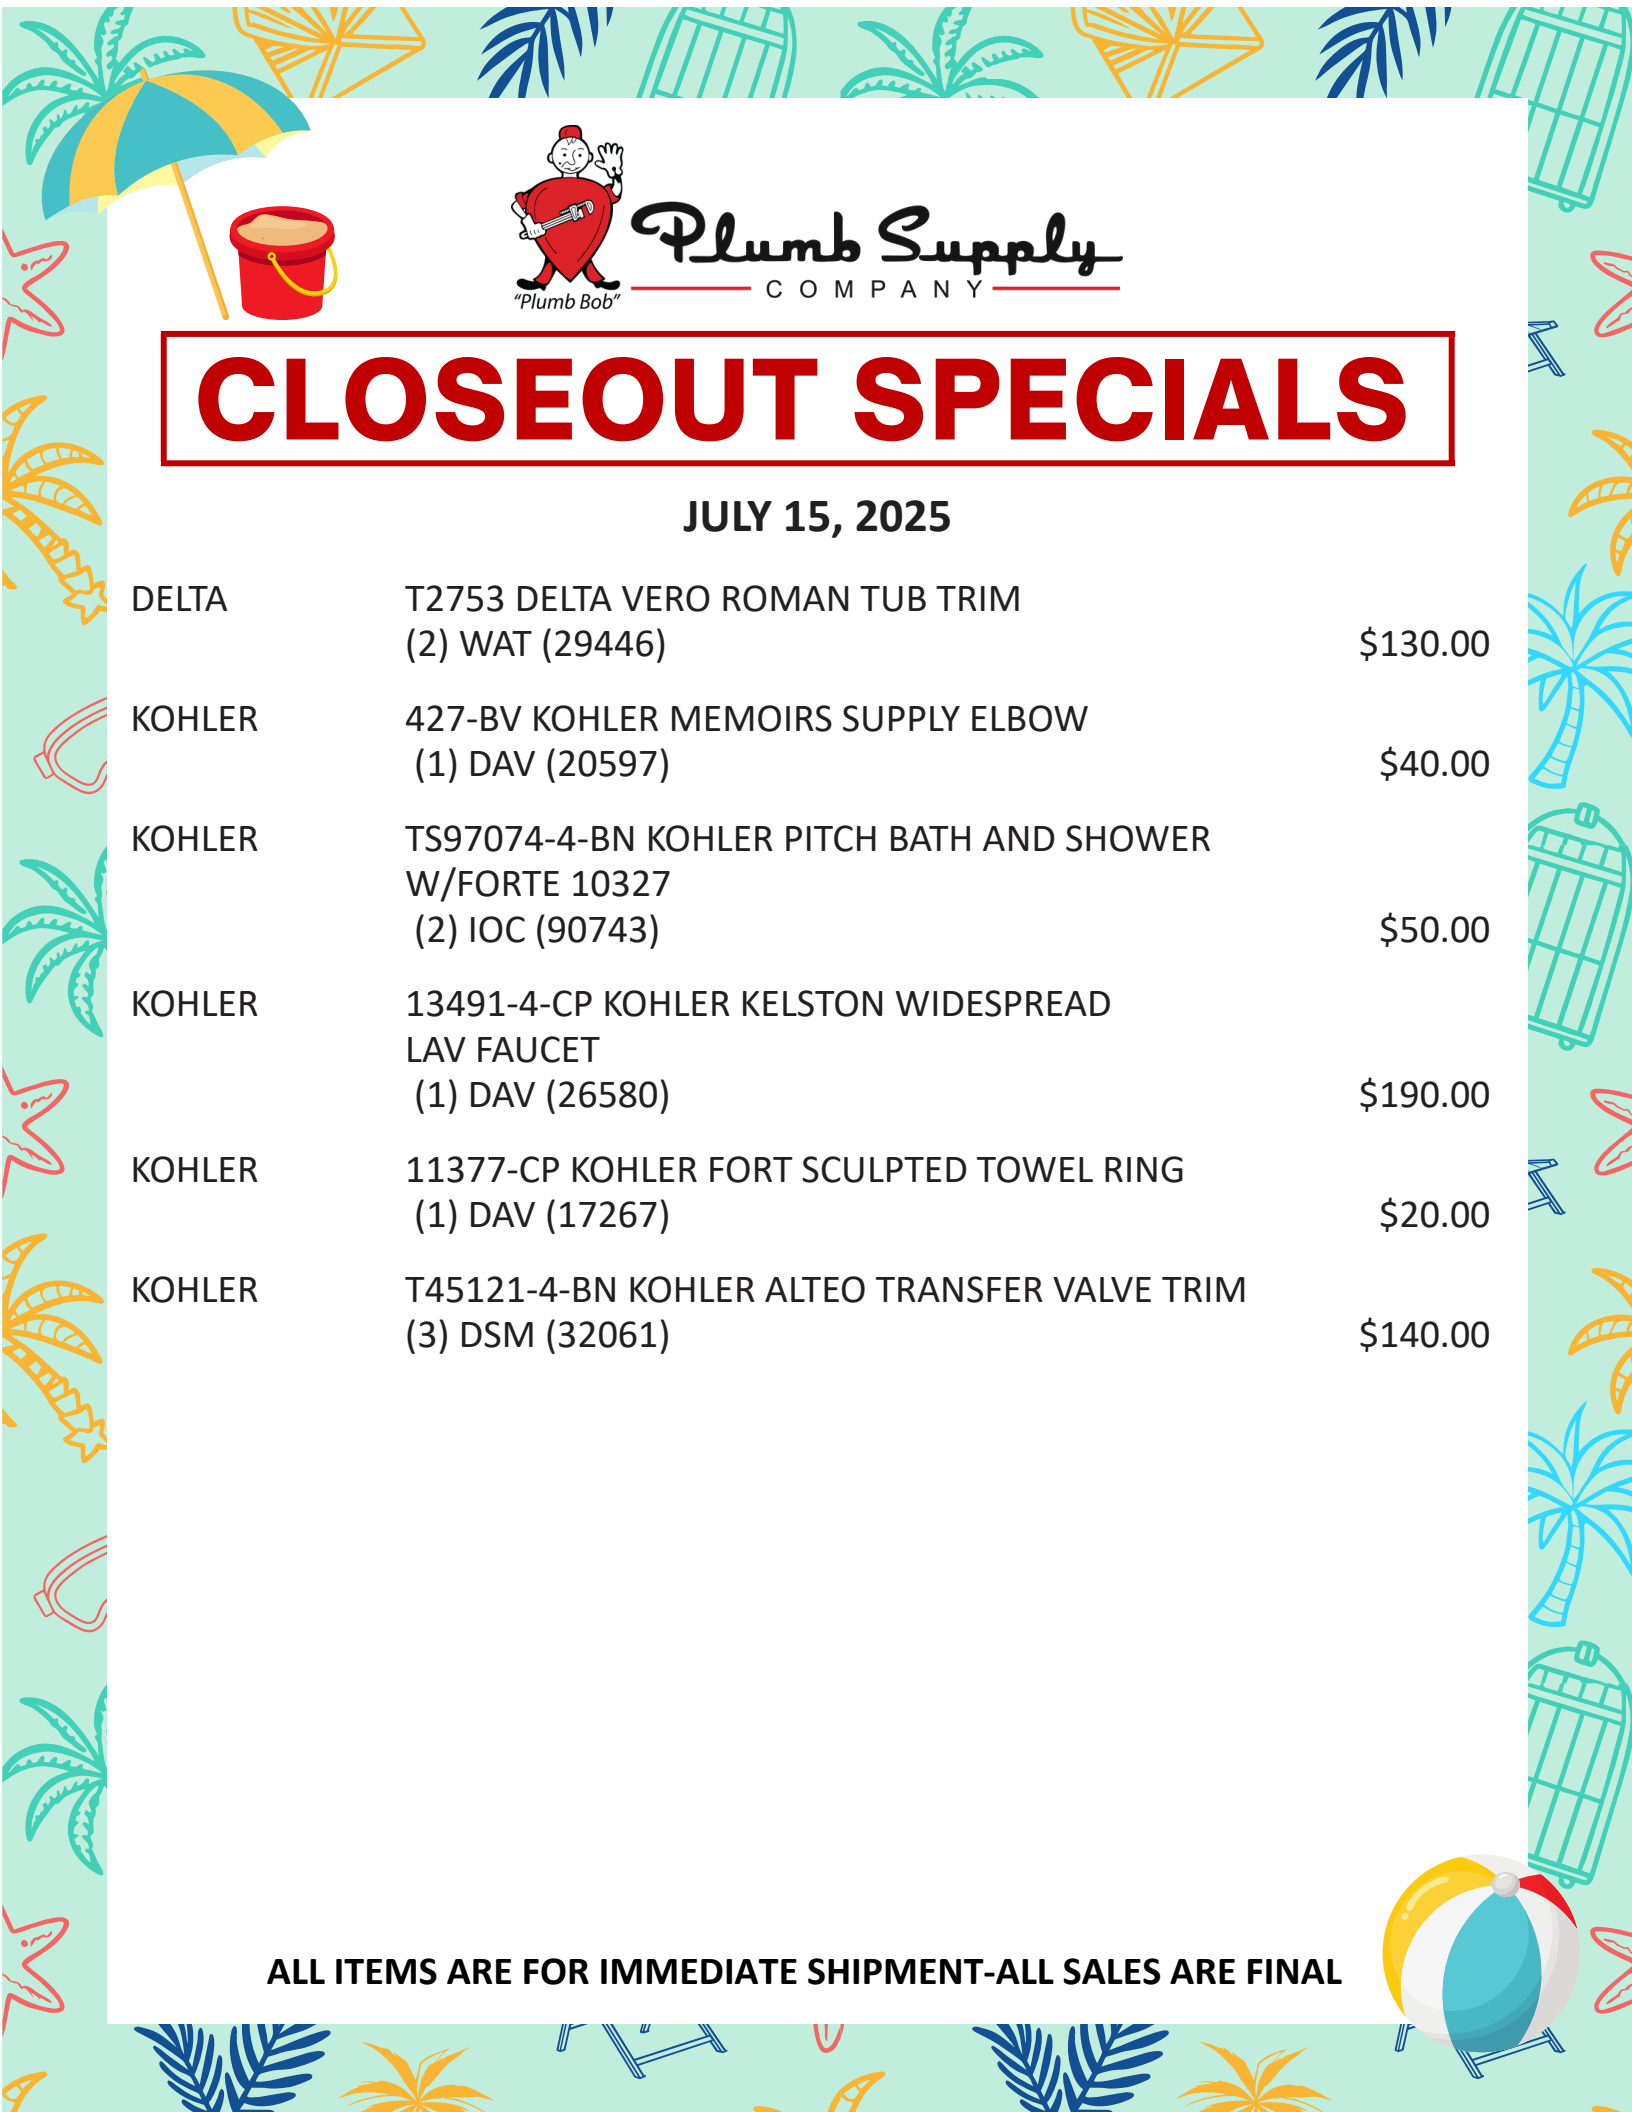 Plumb Supply
COMPANY
"Plumb Bob"
CLOSEOUT SPECIALS
JULY 15, 2025
DELTA T2753 DELTA VERO ROMAN TUB TRIM
(2) WAT (29446) $130.00
KOHLER 427-BV KOHLER MEMOIRS SUPPLY ELBOW
(1) DAV (20597) $40.00
KOHLER TS97074-4-BN KOHLER PITCH BATH AND SHOWER
W/FORTE 10327
(2) IOC (90743) $50.00
KOHLER 13491-4-CP KOHLER KELSTON WIDESPREAD
LAV FAUCET
(1) DAV (26580) $190.00
KOHLER 11377-CP KOHLER FORT SCULPTED TOWEL RING
(1) DAV (17267) $20.00
KOHLER T45121-4-BN KOHLER ALTEO TRANSFER VALVE TRIM
(3) DSM (32061) $140.00
ALL ITEMS ARE FOR IMMEDIATE SHIPMENT-ALL SALES ARE FINAL